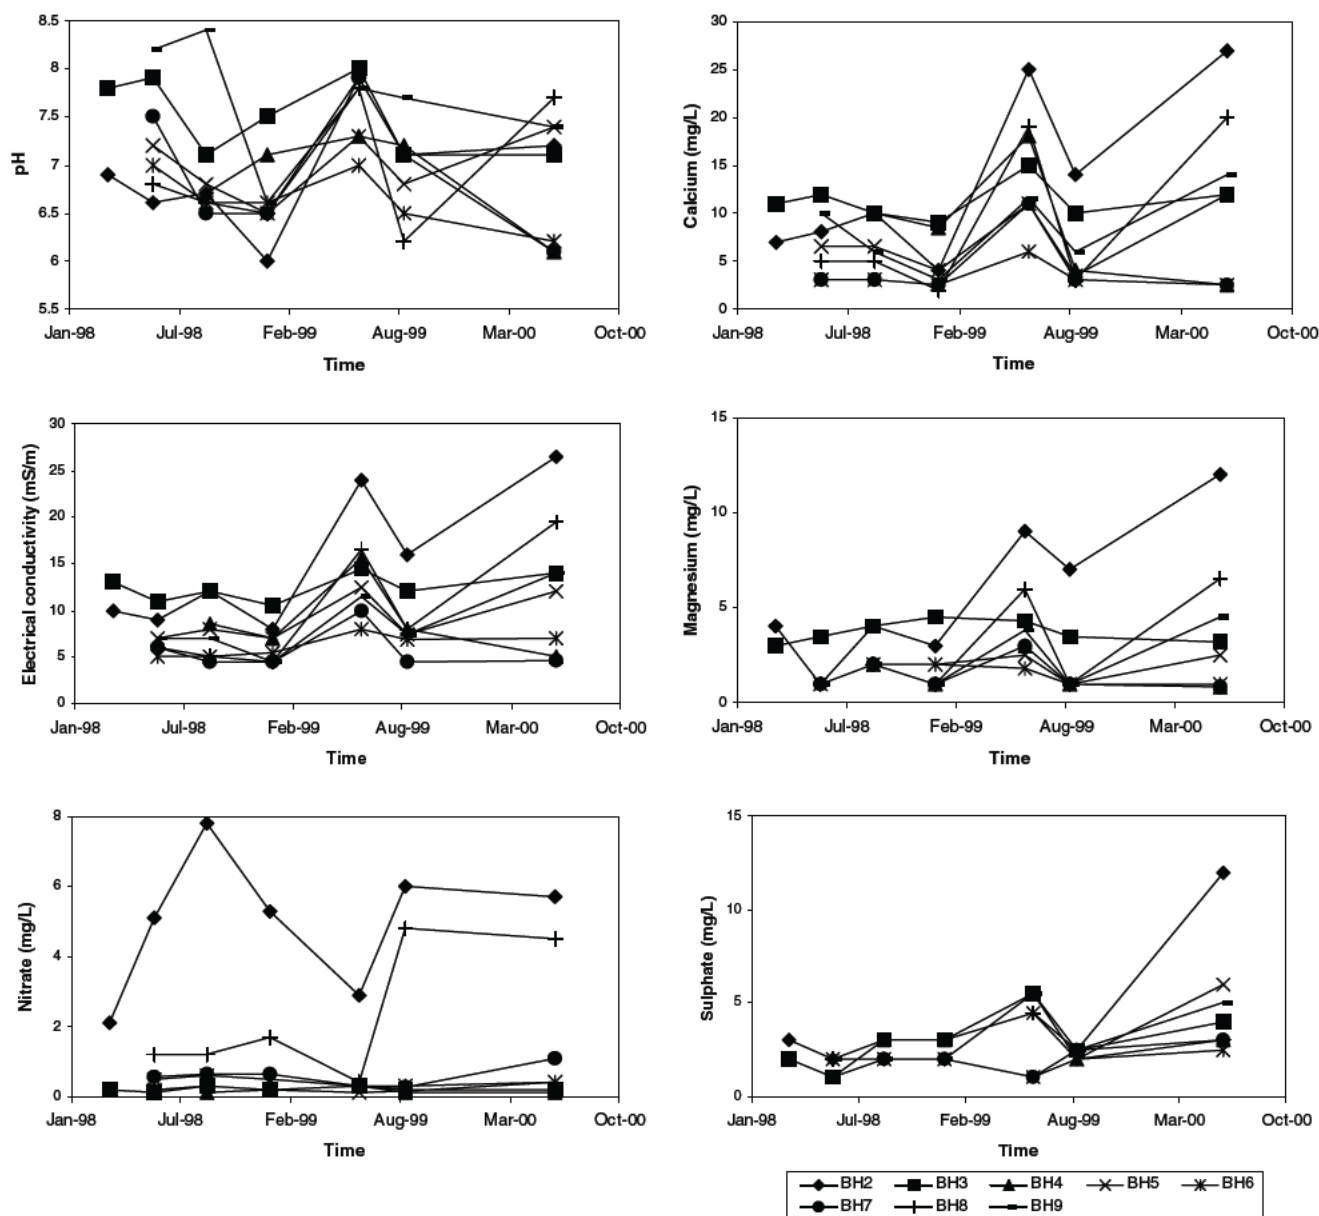 8.5
8
7.5
7
6.5
6
5.5
pH
Jan-98 Jul-98 Feb-99 Aug-99 Mar-00 Oct-00
Time
30
25
20
15
10
5
0
Calcium (mg/L)
Jan-98 Jul-98 Feb-99 Aug-99 Mar-00 Oct-00
Time
30
25
20
15
10
5
0
Electrical conductivity (mS/m)
Jan-98 Jul-98 Feb-99 Aug-99 Mar-00 Oct-00
Time
15
10
5
0
Magnesium (mg/L)
Jan-98 Jul-98 Feb-99 Aug-99 Mar-00 Oct-00
Time
8
6
4
2
0
Nitrate (mg/L)
Jan-98 Jul-98 Feb-99 Aug-99 Mar-00 Oct-00
Time
15
10
5
0
Sulphate (mg/L)
Jan-98 Jul-98 Feb-99 Aug-99 Mar-00 Oct-00
Time
BH2 BH3 BH4 BH5 BH6
BH7 BH8 BH9